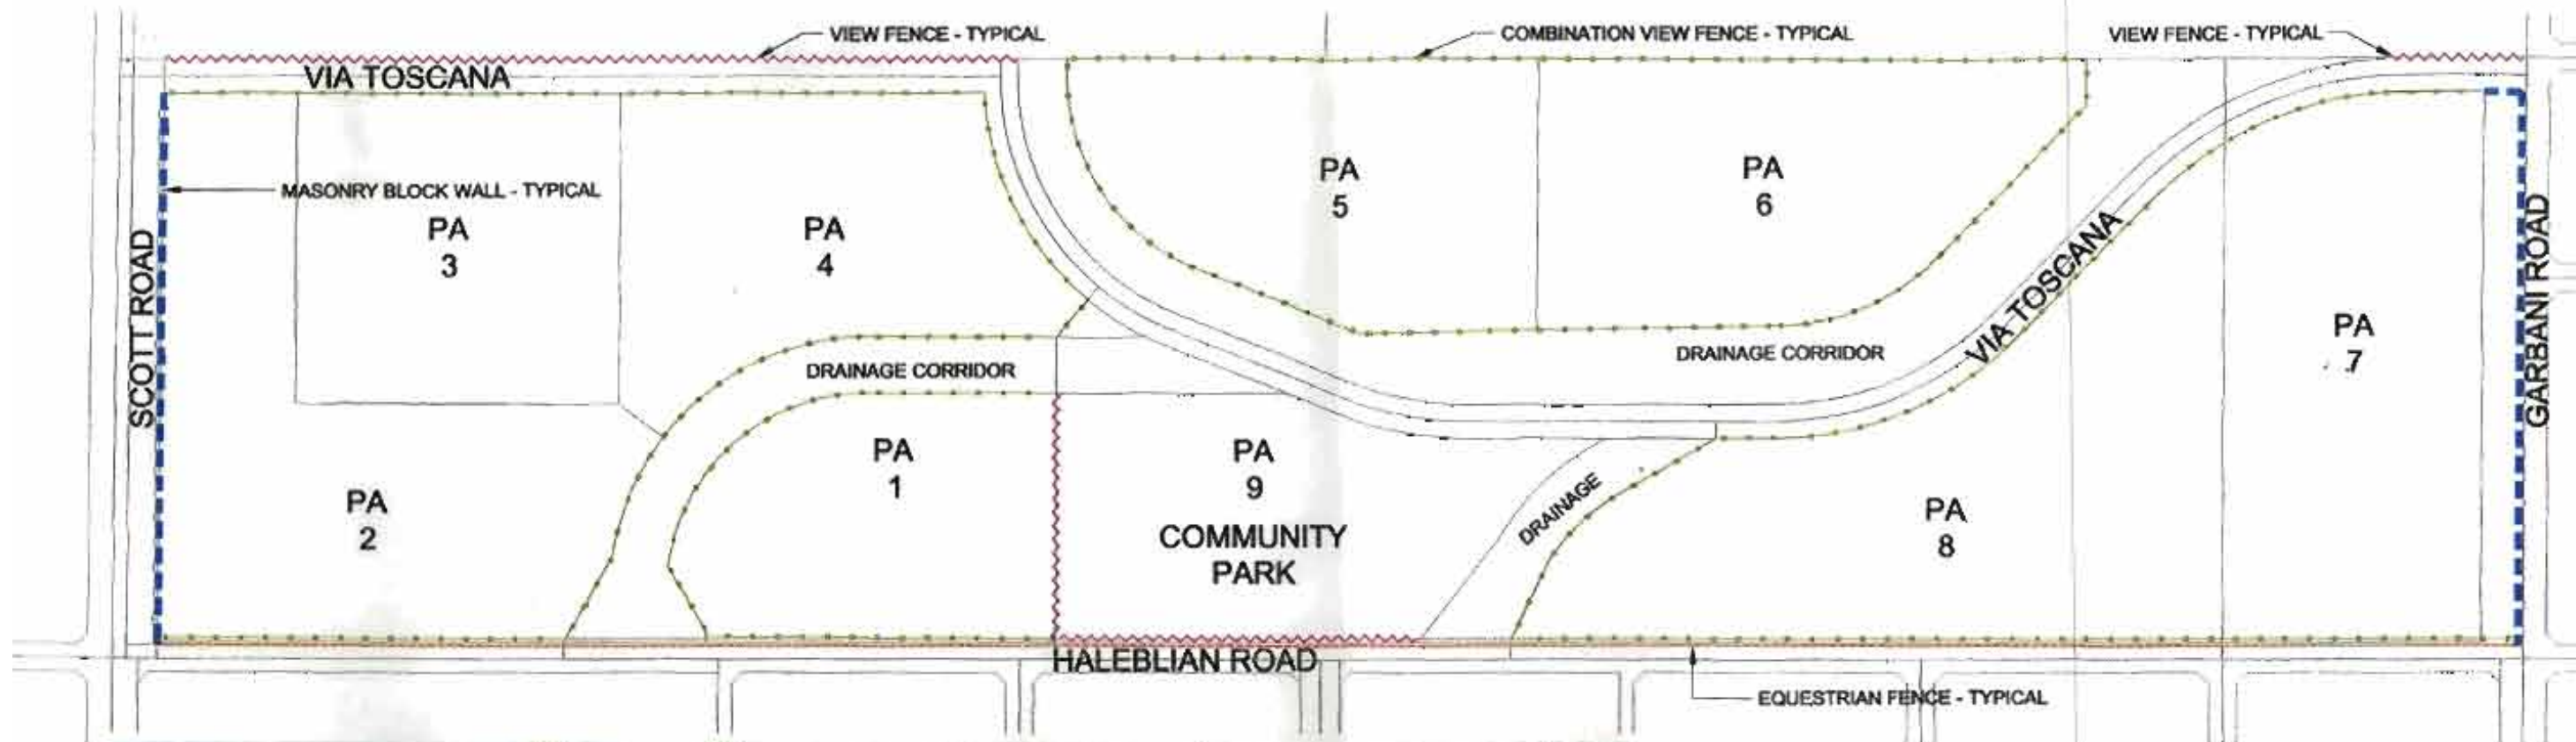 VIEW FENCE - TYPICAL
COMBINATION VIEW FENCE - TYPICAL
VIEW FENCE - TYPICAL
VIA TOSCANA
MASONRY BLOCK WALL - TYPICAL
SCOTT ROAD
PA
3
PA
4
PA
5
PA
6
VIA TOSCANA
PA
7
GARBANI ROAD
DRAINAGE CORRIDOR
DRAINAGE CORRIDOR
PA
2
PA
1
PA
9
COMMUNITY
PARK
DRAINAGE
PA
8
HALEBLIAN ROAD
EQUESTRIAN FENCE - TYPICAL